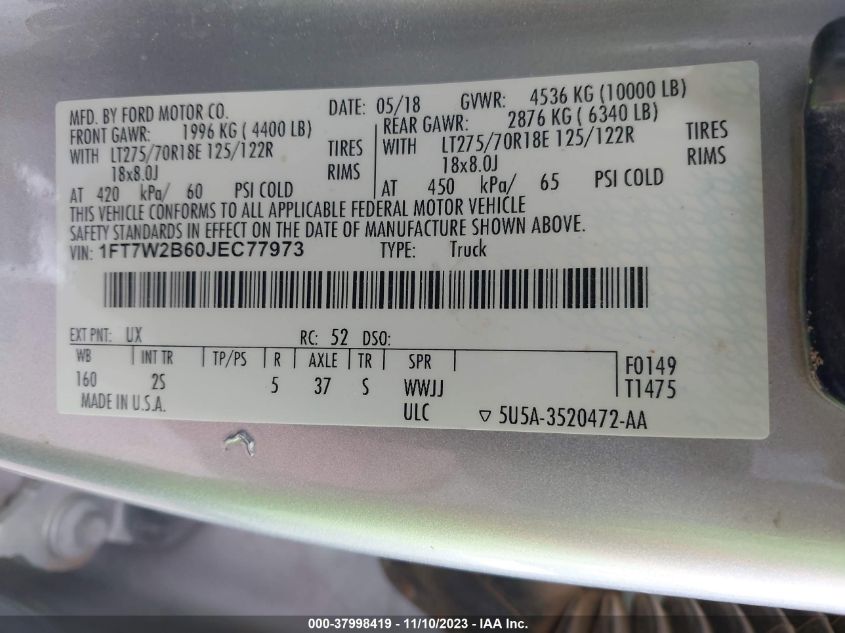 MFD. BY FORD MOTOR CO. DATE: 05/18 GVWR: 4536 KG (10000 LB)
FRONT GAWR: 1996 KG ( 4400 LB) REAR GAWR: 2876 KG ( 6340 LB)
WITH LT275/70R18E 125/122R TIRES WITH LT275/70R18E 125/122R TIRES
18x8.0J RIMS 18x8.0J RIMS
AT 420 kPa/ 60 PSI COLD AT 450 kPa/ 65 PSI COLD
THIS VEHICLE CONFORMS TO ALL APPLICABLE FEDERAL MOTOR VEHICLE
SAFETY STANDARDS IN EFFECT ON THE DATE OF MANUFACTURE SHOWN ABOVE.
VIN: 1FT7W2B60JEC77973 TYPE: Truck
EXT PNT: UX RC: 52 DSO:
WB INT TR TP/PS R AXLE TR SPR F0149
160 2S 5 37 S WWJJ T1475
MADE IN U.S.A. ULC ▽ 5U5A-3520472-AA
000-37998419 - 11/10/2023 - IAAI Inc.